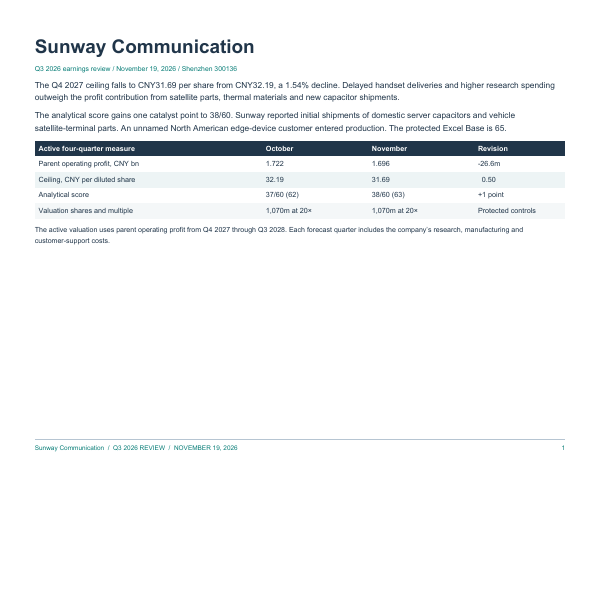 Sunway Communication
Q3 2026 earnings review / November 19, 2026 / Shenzhen 300136
The Q4 2027 ceiling falls to CNY31.69 per share from CNY32.19, a 1.54% decline. Delayed handset deliveries and higher research spending
outweigh the profit contribution from satellite parts, thermal materials and new capacitor shipments.
The analytical score gains one catalyst point to 38/60. Sunway reported initial shipments of domestic server capacitors and vehicle
satellite-terminal parts. An unnamed North American edge-device customer entered production. The protected Excel Base is 65.
Active four-quarter measure October November Revision
Parent operating profit, CNY bn 1.722 1.696 -26.6m
Ceiling, CNY per diluted share 32.19 31.69 0.50
Analytical score 37/60 (62) 38/60 (63) +1 point
Valuation shares and multiple 1,070m at 20× 1,070m at 20× Protected controls
The active valuation uses parent operating profit from Q4 2027 through Q3 2028. Each forecast quarter includes the company's research, manufacturing and
customer-support costs.
Sunway Communication / Q3 2026 REVIEW / NOVEMBER 19, 2026 1